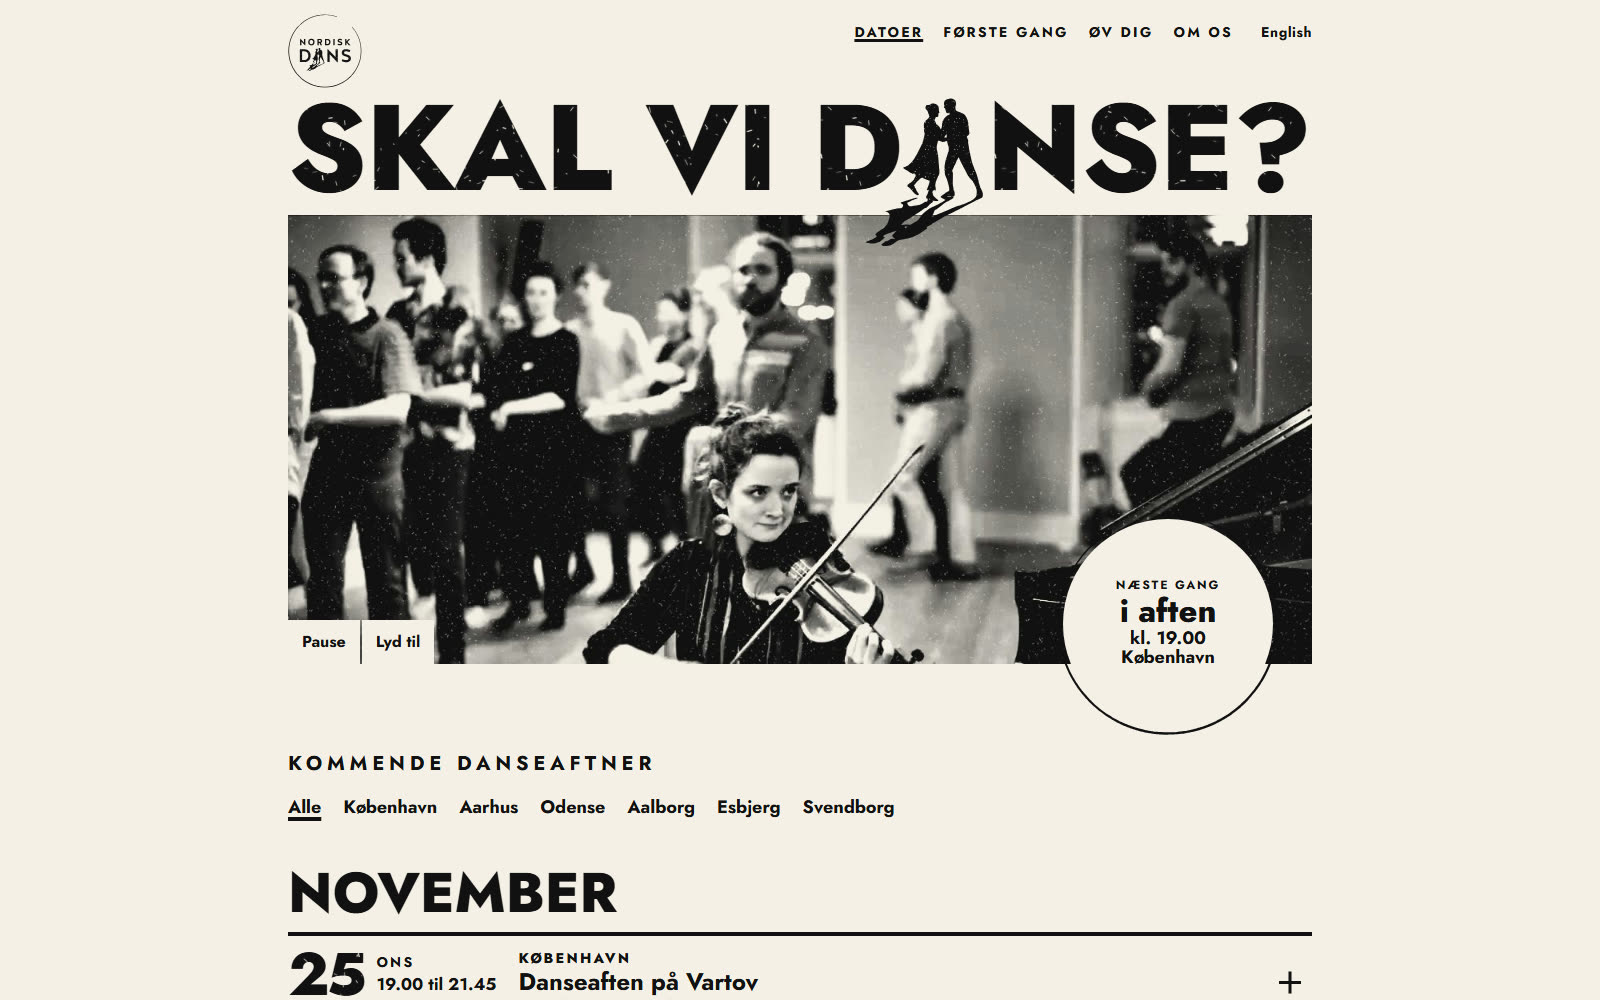 NORDISK
DANS
DATOER FØRSTE GANG ØV DIG OM OS English
SKAL VI DANSE?
NÆSTE GANG
i aften
kl. 19.00
København
Pause Lyd til
KOMMENDE DANSEAFTNER
Alle København Aarhus Odense Aalborg Esbjerg Svendborg
NOVEMBER
25 ONS
19.00 til 21.45
KØBENHAVN
Danseaften på Vartov
+